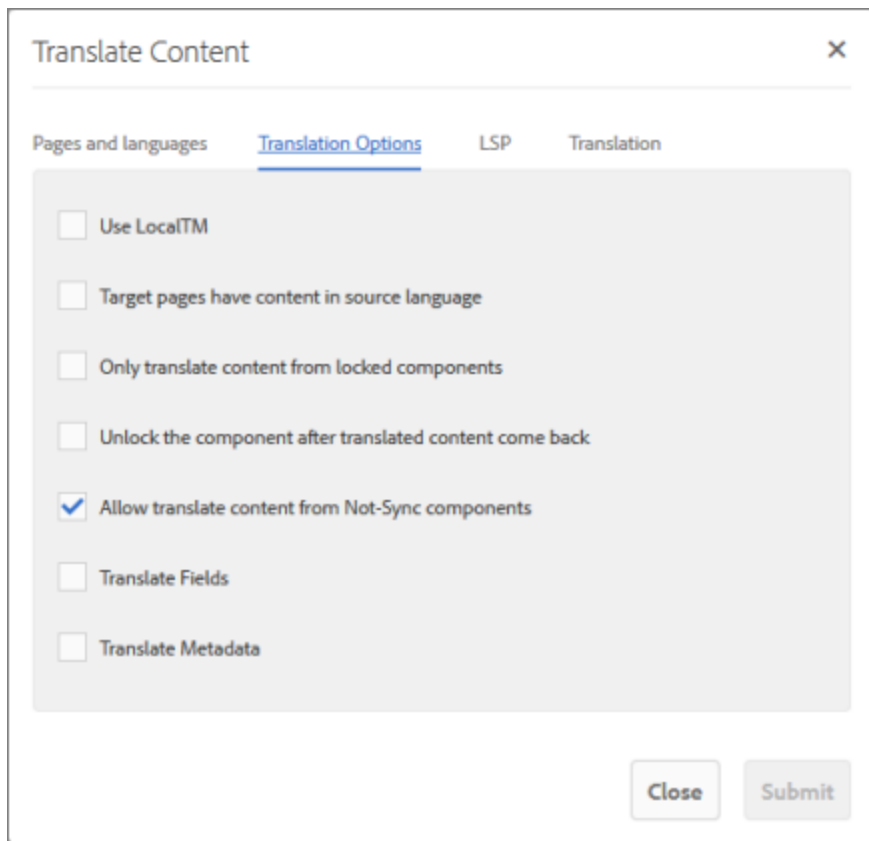 Translate Content
Pages and languages Translation Options LSP Translation
Use LocalTM
Target pages have content in source language
Only translate content from locked components
Unlock the component after translated content come back
Allow translate content from Not-Sync components
Translate Fields
Translate Metadata
Close Submit